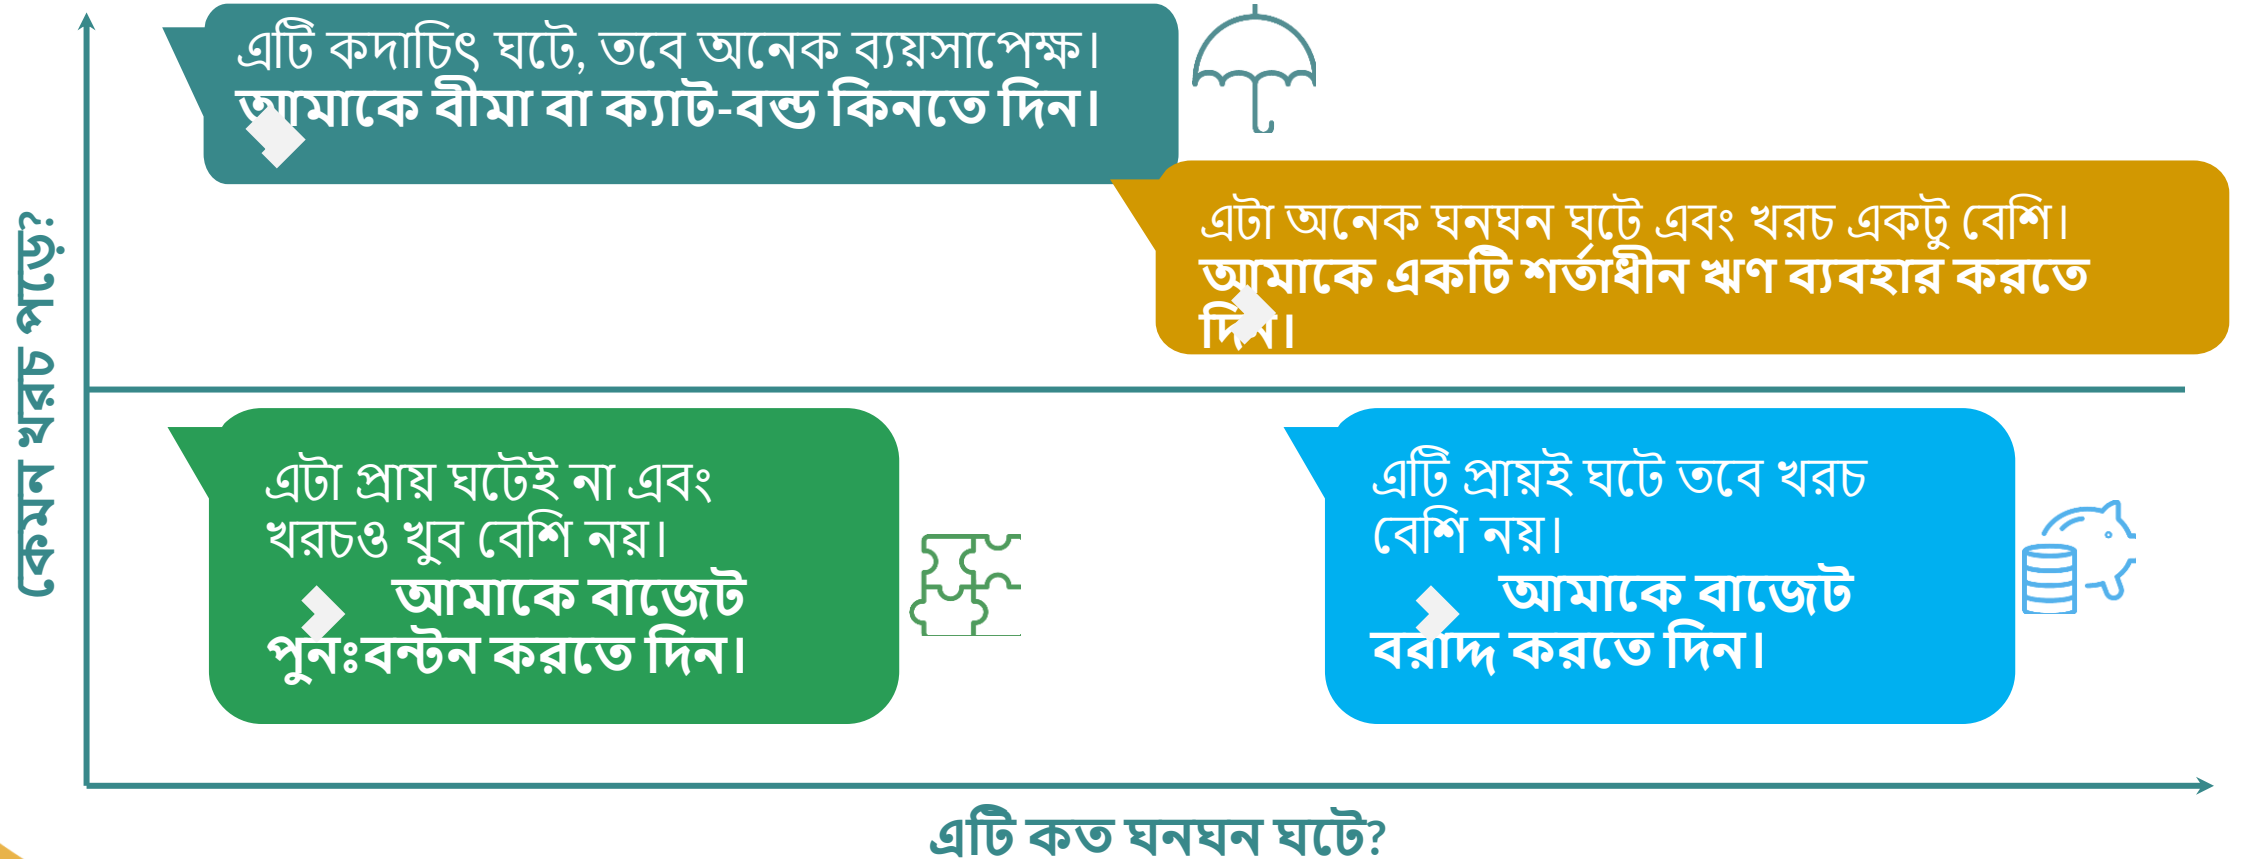 এটি কদাচিৎ ঘটে, তবে অনেক ব্যয়সাপেক্ষ।
আমাকে বীমা বা ক্যাট-বন্ড কিনতে দিন।
এটা অনেক ঘনঘন ঘটে এবং খরচ একটু বেশি।
আমাকে একটি শর্তাধীন ঋণ ব্যবহার করতে
দিন।
কেমন খরচ পড়ে?
এটা প্রায় ঘটেই না এবং
খরচও খুব বেশি নয়।
আমাকে বাজেট
পুনঃবন্টন করতে দিন।
এটি প্রায়ই ঘটে তবে খরচ
বেশি নয়।
আমাকে বাজেট
বরাদ্দ করতে দিন।
এটি কত ঘনঘন ঘটে?